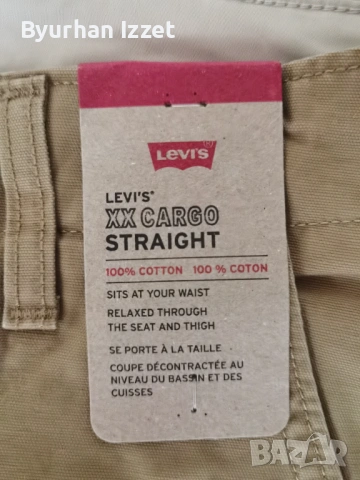 Byurhan Izzet
LEVI'S
LEVI'S®
XX CARGO
STRAIGHT
100% COTTON 100 % COTON
SITS AT YOUR WAIST
RELAXED THROUGH
THE SEAT AND THIGH
SE PORTE À LA TAILLE
COUPE DÉCONTRACTÉE AU
NIVEAU DU BASSIN ET DES
CUISSES
BAZAR